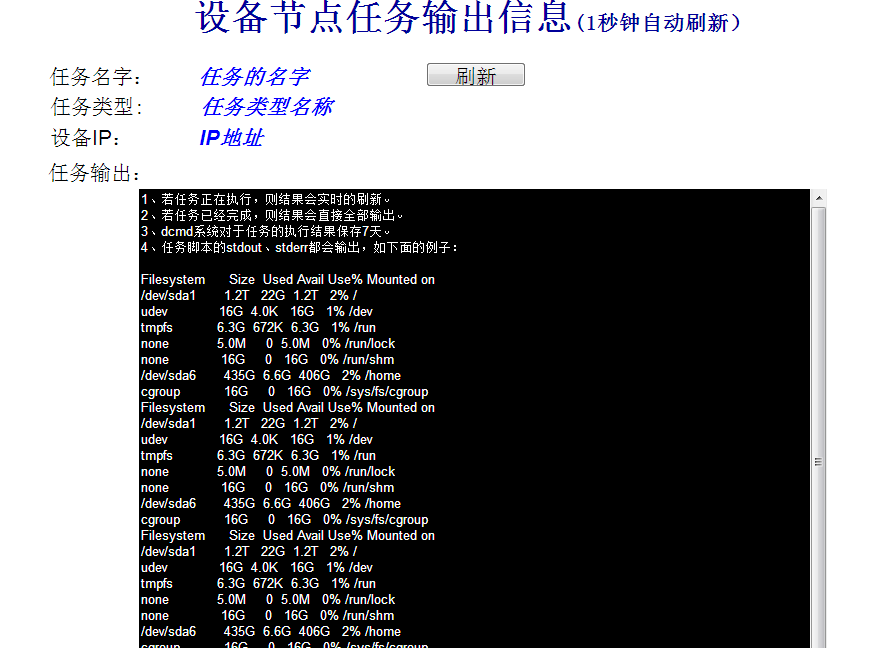 设备节点任务输出信息(1秒钟自动刷新)
任务名字: 任务的名字 刷新
任务类型: 任务类型名称
设备IP: IP地址
任务输出:
1、若任务正在执行，则结果会实时的刷新。
2、若任务已经完成，则结果会直接全部输出。
3、dcmd系统对于任务的执行结果保存7天。
4、任务脚本的stdout、stderr都会输出，如下面的例子：
Filesystem Size Used Avail Use% Mounted on
/dev/sda1 1.2T 22G 1.2T 2% /
udev 16G 4.0K 16G 1% /dev
tmpfs 6.3G 672K 6.3G 1% /run
none 5.0M 0 5.0M 0% /run/lock
none 16G 0 16G 0% /run/shm
/dev/sda6 435G 6.6G 406G 2% /home
cgroup 16G 0 16G 0% /sys/fs/cgroup
Filesystem Size Used Avail Use% Mounted on
/dev/sda1 1.2T 22G 1.2T 2% /
udev 16G 4.0K 16G 1% /dev
tmpfs 6.3G 672K 6.3G 1% /run
none 5.0M 0 5.0M 0% /run/lock
none 16G 0 16G 0% /run/shm
/dev/sda6 435G 6.6G 406G 2% /home
cgroup 16G 0 16G 0% /sys/fs/cgroup
Filesystem Size Used Avail Use% Mounted on
/dev/sda1 1.2T 22G 1.2T 2% /
udev 16G 4.0K 16G 1% /dev
tmpfs 6.3G 672K 6.3G 1% /run
none 5.0M 0 5.0M 0% /run/lock
none 16G 0 16G 0% /run/shm
/dev/sda6 435G 6.6G 406G 2% /home
cgroup 16G 0 16G 0% /sys/fs/cgroup